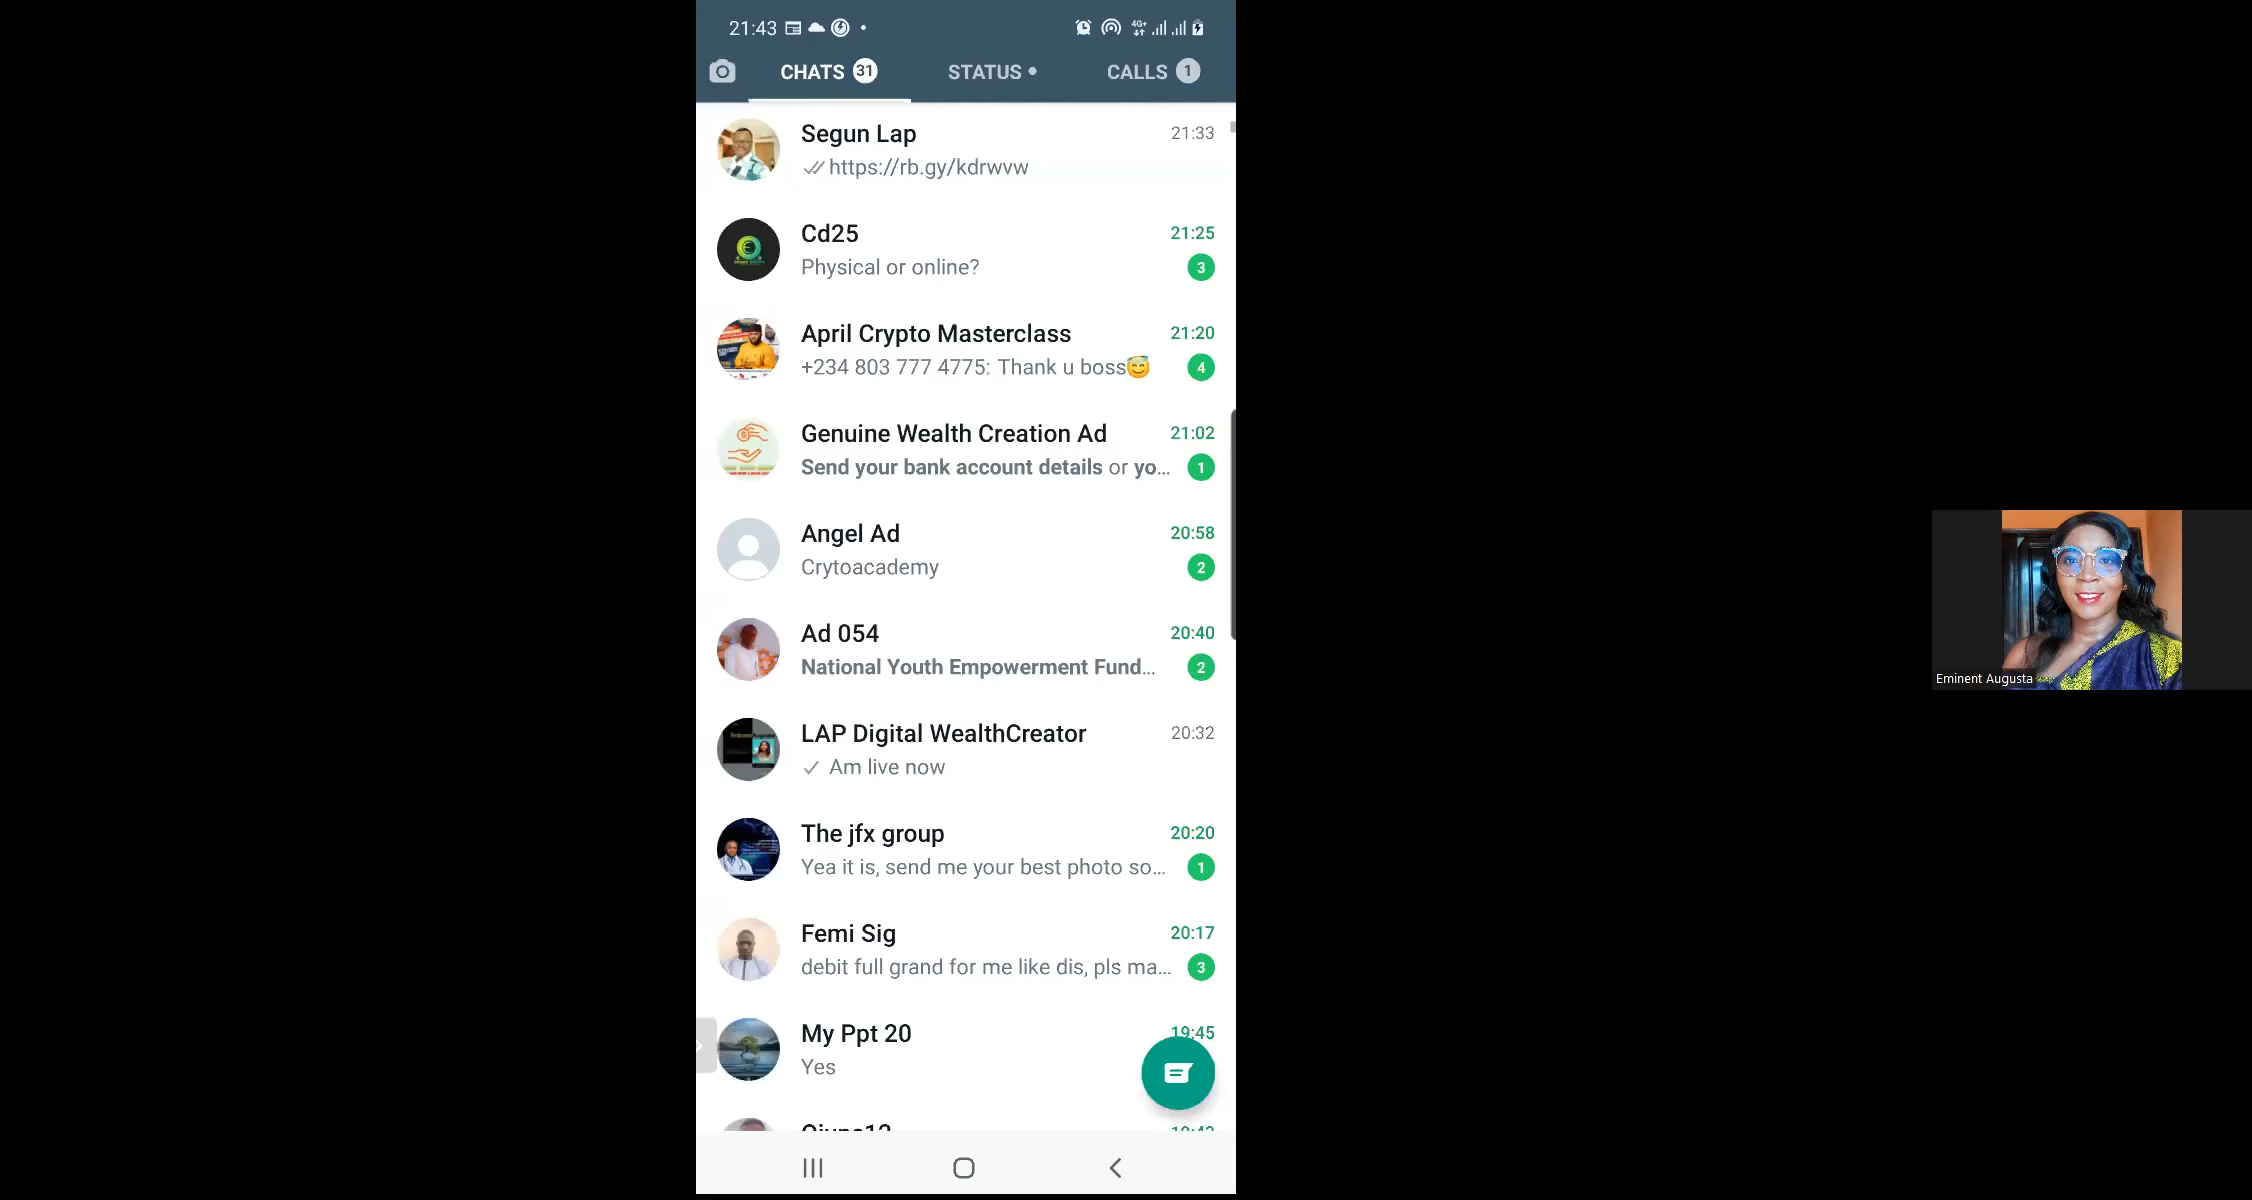 21:43
4G+
CHATS 31 STATUS CALLS 1
Segun Lap 21:33
https://rb.gy/kdrwvw
Cd25 21:25
Physical or online? 3
April Crypto Masterclass 21:20
+234 803 777 4775: Thank u boss😇 4
Genuine Wealth Creation Ad 21:02
Send your bank account details or yo... 1
Angel Ad 20:58
Crytoacademy 2
Ad 054 20:40
National Youth Empowerment Fund... 2
LAP Digital WealthCreator 20:32
Am live now
The jfx group 20:20
Yea it is, send me your best photo so... 1
Femi Sig 20:17
debit full grand for me like dis, pls ma... 3
My Ppt 20 19:45
Yes
Eminent Augusta